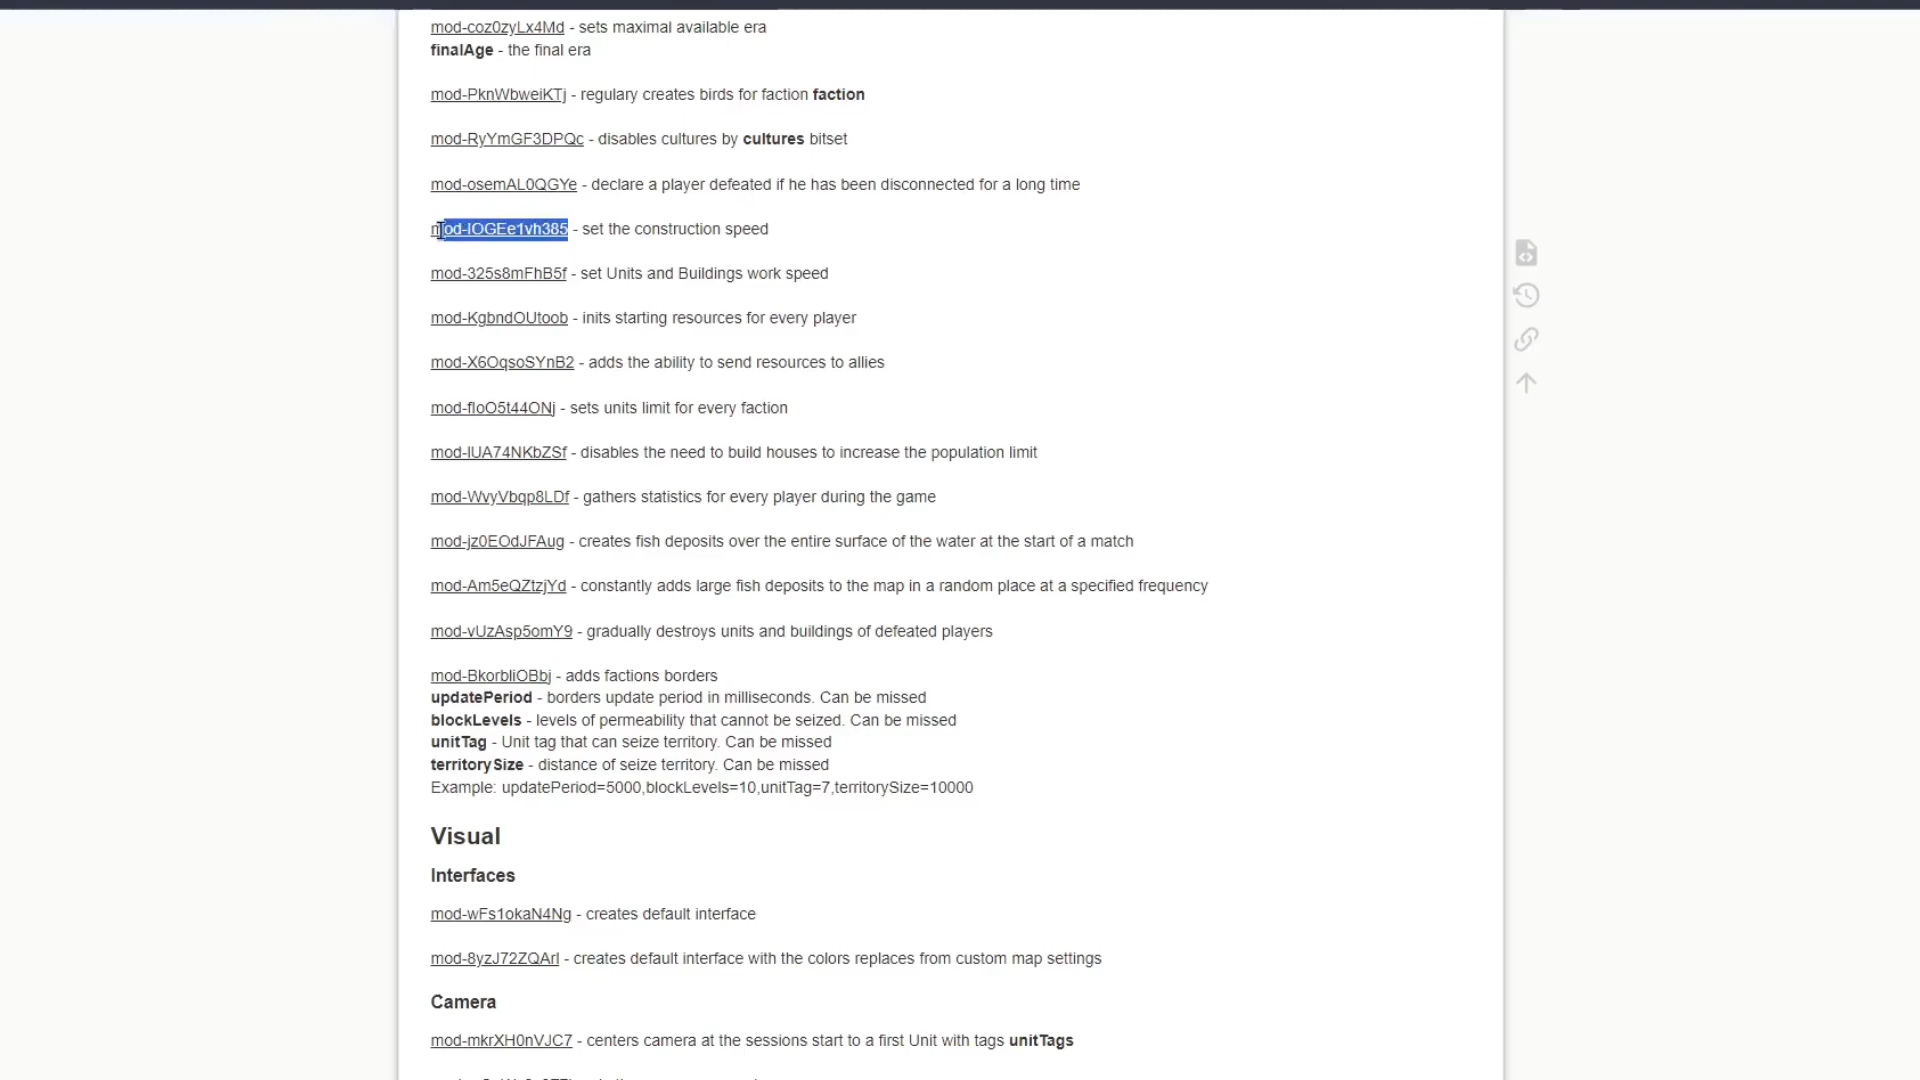 mod-coz0zyLx4Md - sets maximal available era
finalAge - the final era
mod-PknWbweiKTj - regulary creates birds for faction faction
mod-RyYmGF3DPQc - disables cultures by cultures bitset
mod-osemAL0QGYe - declare a player defeated if he has been disconnected for a long time
mod-IOGEe1vh385 - set the construction speed
mod-325s8mFhB5f - set Units and Buildings work speed
mod-KgbndOUtoob - inits starting resources for every player
mod-X6OqsoSYnB2 - adds the ability to send resources to allies
mod-fIoO5t44ONj - sets units limit for every faction
mod-IUA74NKbZSf - disables the need to build houses to increase the population limit
mod-WvyVbqp8LDf - gathers statistics for every player during the game
mod-jz0EOdJFAug - creates fish deposits over the entire surface of the water at the start of a match
mod-Am5eQZtzjYd - constantly adds large fish deposits to the map in a random place at a specified frequency
mod-vUzAsp5omY9 - gradually destroys units and buildings of defeated players
mod-BkorbIiOBbj - adds factions borders
updatePeriod - borders update period in milliseconds. Can be missed
blockLevels - levels of permeability that cannot be seized. Can be missed
unitTag - Unit tag that can seize territory. Can be missed
territorySize - distance of seize territory. Can be missed
Example: updatePeriod=5000,blockLevels=10,unitTag=7,territorySize=10000
Visual
Interfaces
mod-wFs1okaN4Ng - creates default interface
mod-8yzJ72ZQArl - creates default interface with the colors replaces from custom map settings
Camera
mod-mkrXH0nVJC7 - centers camera at the sessions start to a first Unit with tags unitTags